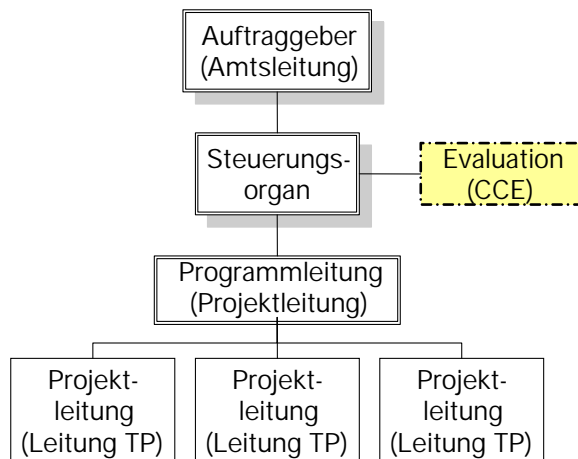 Auftraggeber
(Amtsleitung)
Steuerungs-
organ
Evaluation
(CCE)
Programmleitung
(Projektleitung)
Projekt-
leitung
(Leitung TP)
Projekt-
leitung
(Leitung TP)
Projekt-
leitung
(Leitung TP)